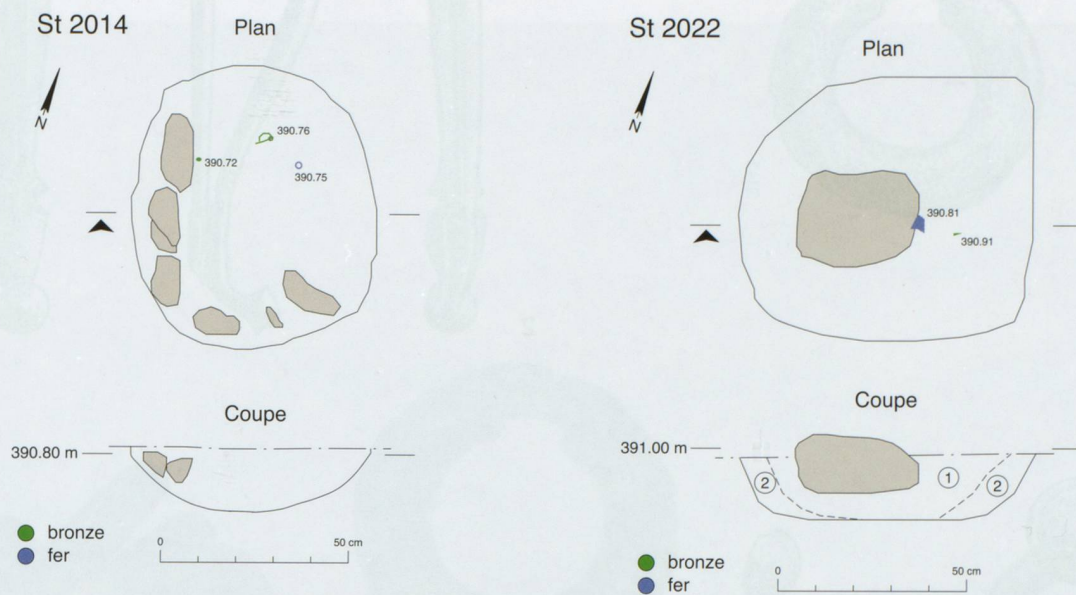 St 2014
Plan
N
390.76
390.72
390.75
Coupe
390.80 m
bronze
fer
0
50 cm
St 2022
Plan
N
390.81
390.91
Coupe
391.00 m
2
1
2
bronze
fer
0
50 cm